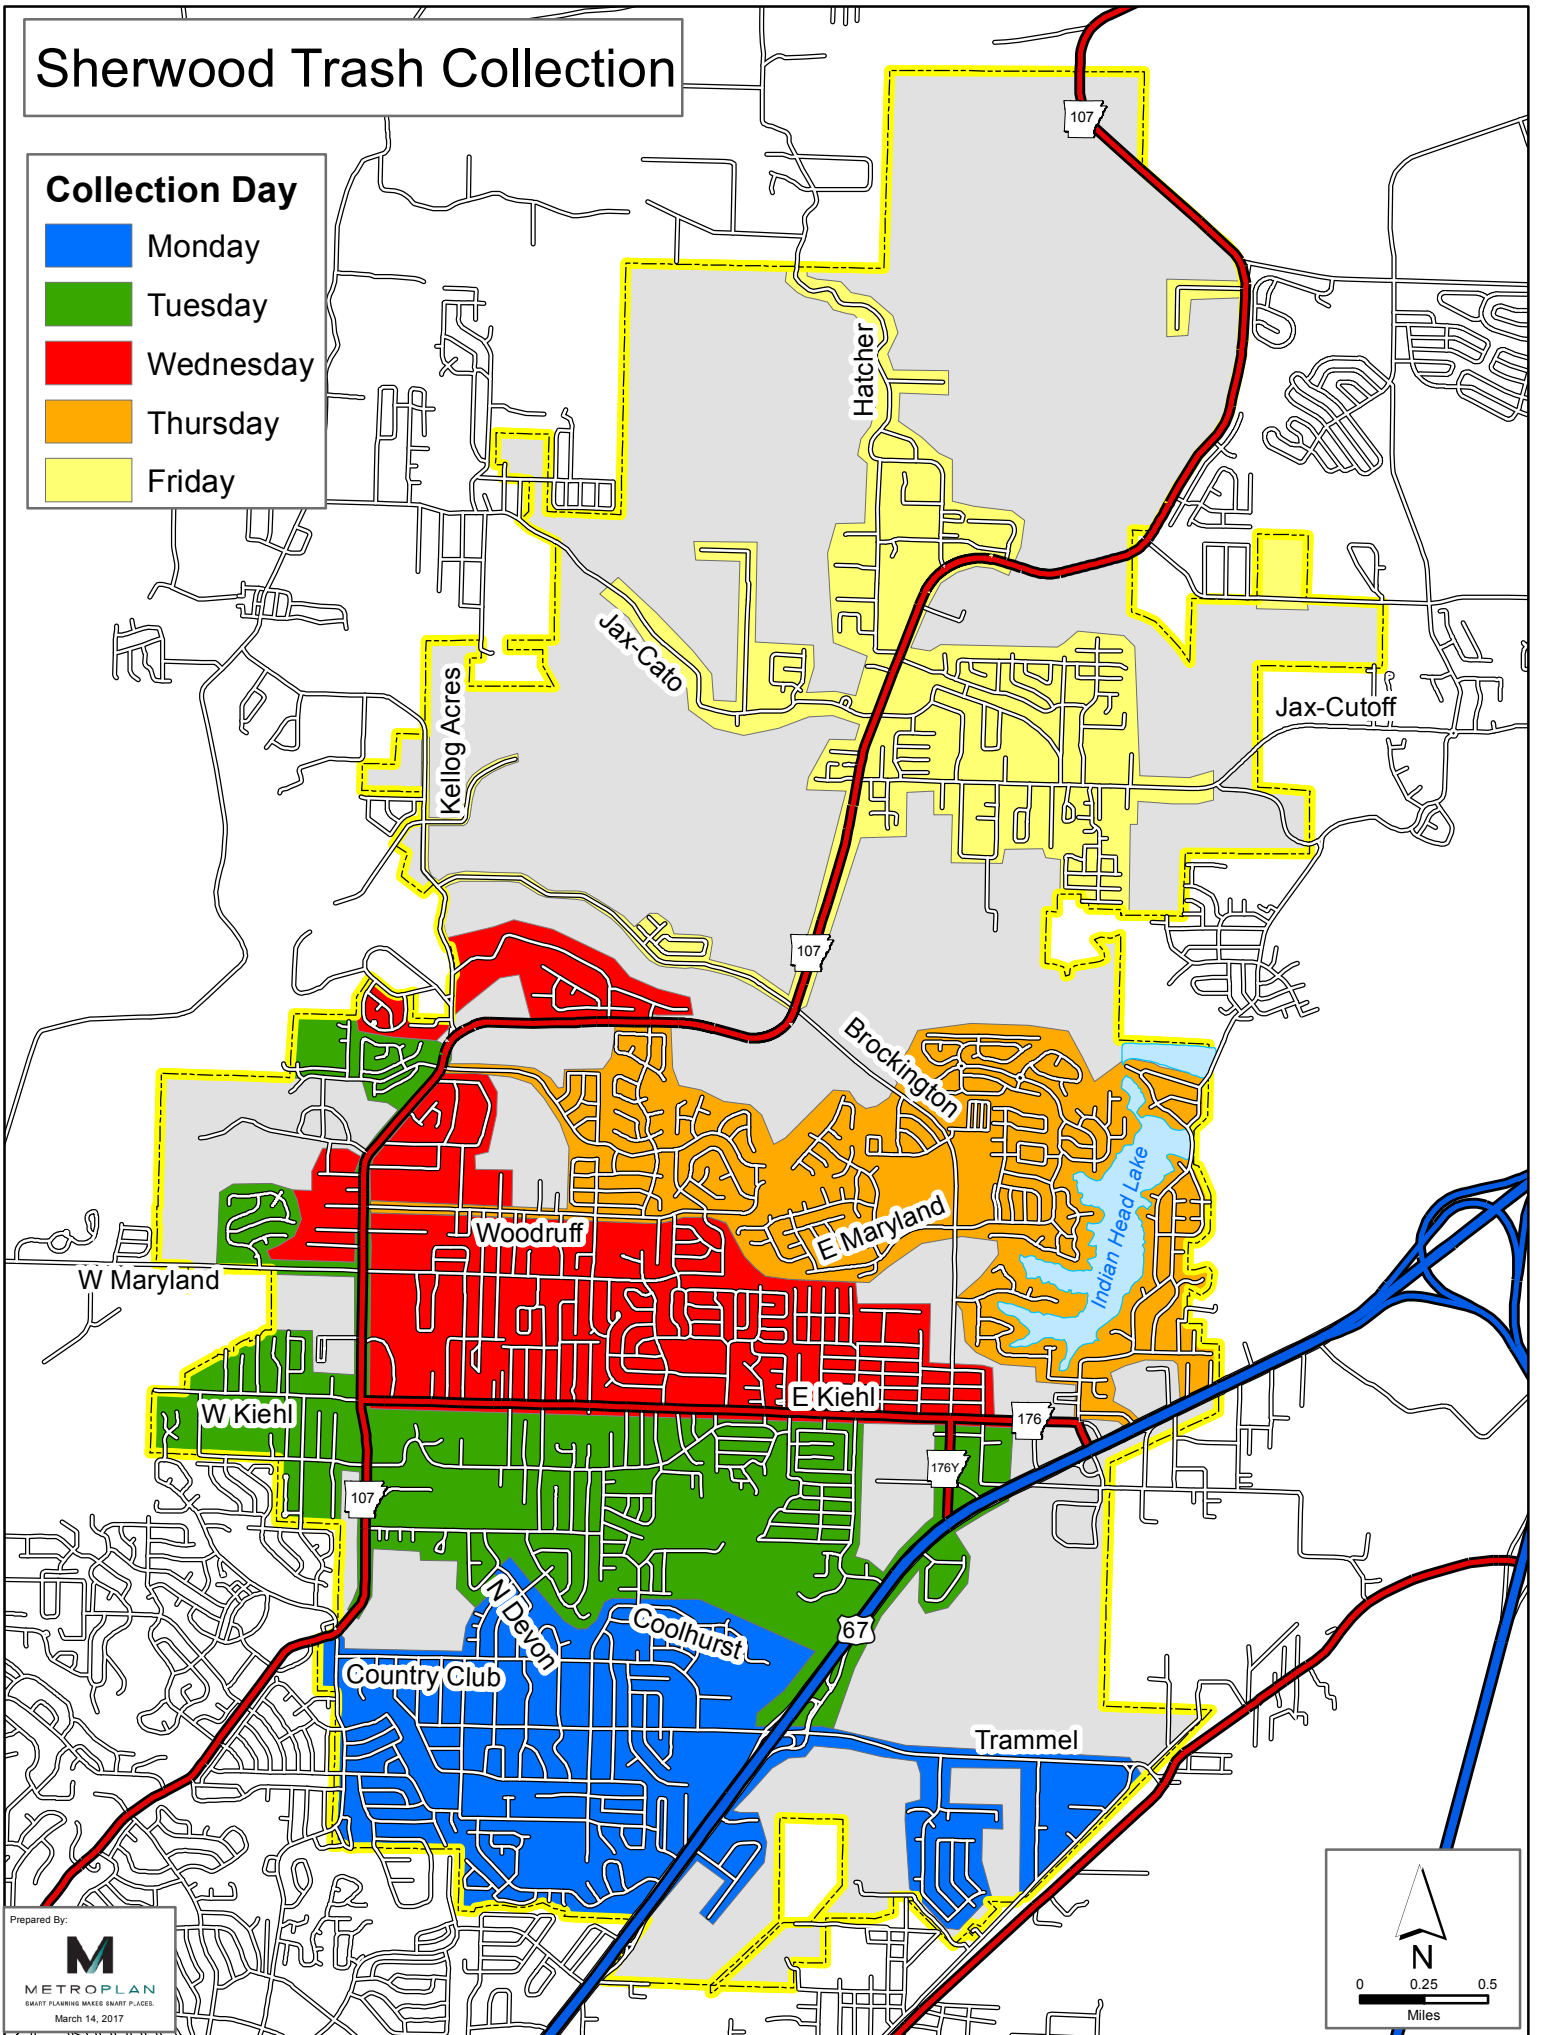 Sherwood Trash Collection
107
Collection Day
Monday
Tuesday
Wednesday
Thursday
Friday
Hatcher
Jax-Cato
Kellog Acres
Jax-Cutoff
107
Brockington
Indian Head Lake
E Maryland
Woodruff
W Maryland
E Kiehl
W Kiehl
176
176Y
107
N Devon
Coolhurst
67
Country Club
Trammel
Prepared By:
M
METROPLAN
SMART PLANNING MAKES SMART PLACES.
March 14, 2017
N
0 0.25 0.5
Miles